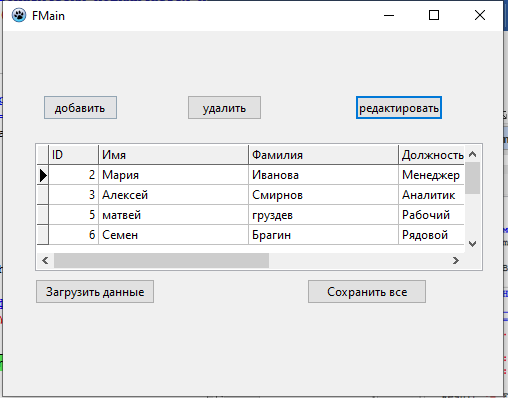 FMain
добавить удалить редактировать
ID Имя Фамилия Должность
2 Мария Иванова Менеджер
3 Алексей Смирнов Аналитик
5 матвей груздев Рабочий
6 Семен Брагин Рядовой
Загрузить данные Сохранить все